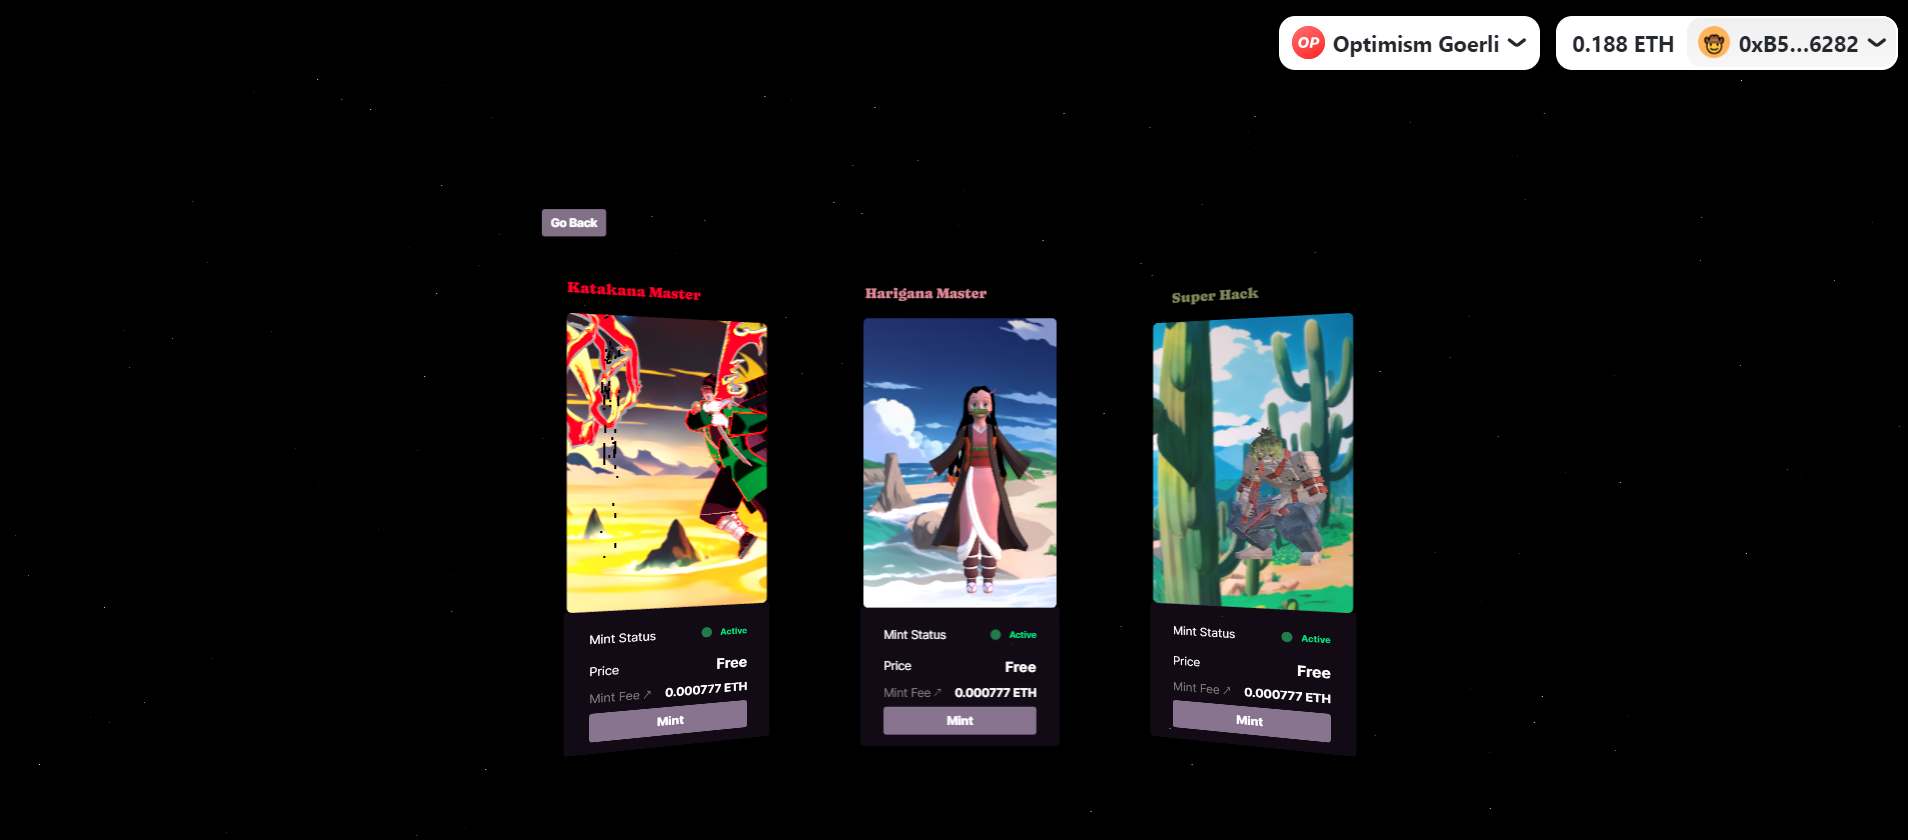 OP Optimism Goerli
0.188 ETH 0xB5...6282
Go Back
Katakana Master
Mint Status Active
Price Free
Mint Fee ↗ 0.000777 ETH
Mint
Harigana Master
Mint Status Active
Price Free
Mint Fee ↗ 0.000777 ETH
Mint
Super Hack
Mint Status Active
Price Free
Mint Fee ↗ 0.000777 ETH
Mint